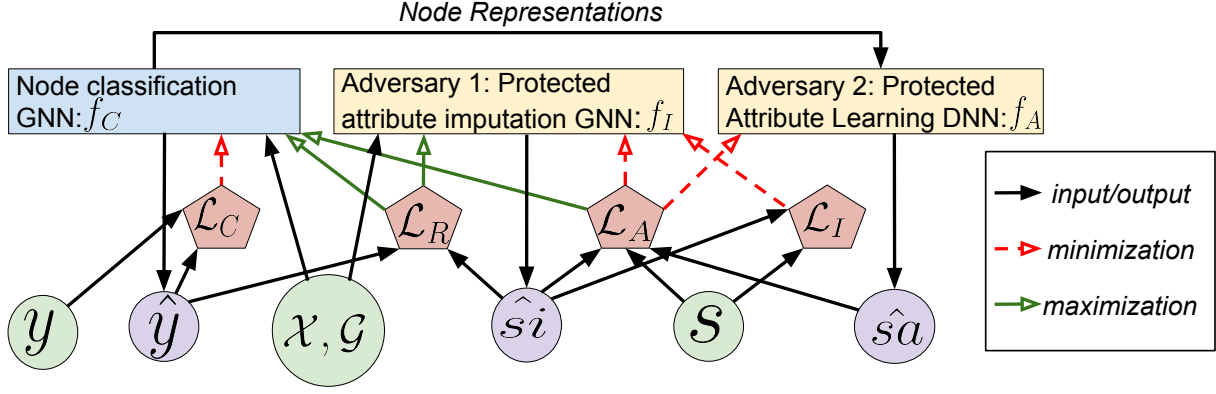 Node Representations
Node classification
GNN: f_C
Adversary 1: Protected
attribute imputation GNN: f_I
Adversary 2: Protected
Attribute Learning DNN: f_A
input/output
minimization
maximization
ℒ_C
ℒ_R
ℒ_A
ℒ_I
y
ŷ
𝒳, 𝒢
ŝi
S
ŝa